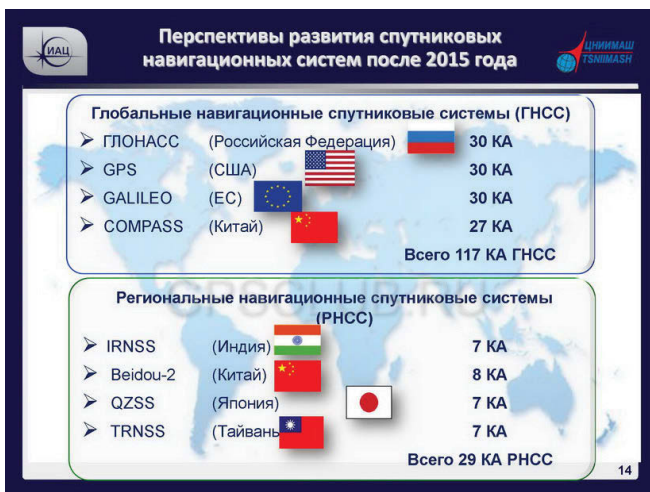 ИАЦ
Перспективы развития спутниковых
навигационных систем после 2015 года
ЦНИИМАШ
TSNIIMASH
Глобальные навигационные спутниковые системы (ГНСС)
ГЛОНАСС (Российская Федерация) 30 КА
GPS (США) 30 КА
GALILEO (ЕС) 30 КА
COMPASS (Китай) 27 КА
Всего 117 КА ГНСС
GPSCLUB.RU
Региональные навигационные спутниковые системы
(РНСС)
IRNSS (Индия) 7 КА
Beidou-2 (Китай) 8 КА
QZSS (Япония) 7 КА
TRNSS (Тайвань 7 КА
Всего 29 КА РНСС
14